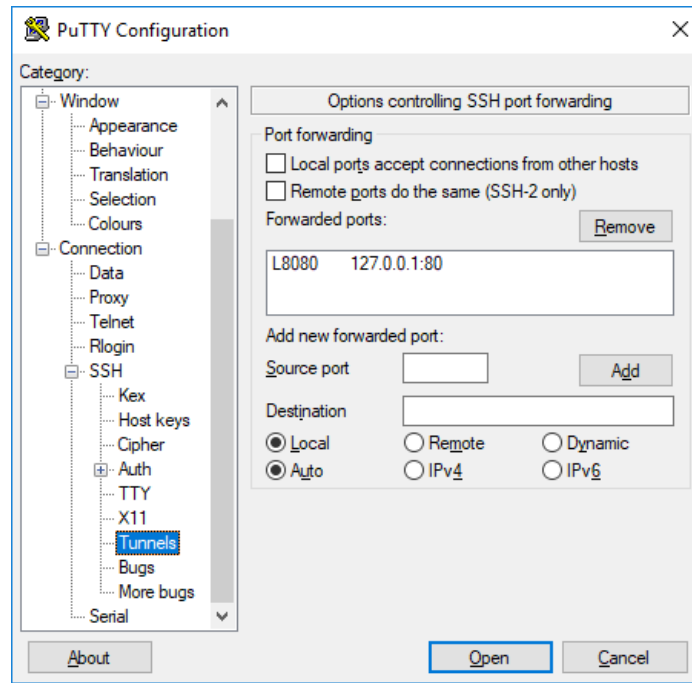 PuTTY Configuration
Category:
Window
Appearance
Behaviour
Translation
Selection
Colours
Connection
Data
Proxy
Telnet
Rlogin
SSH
Kex
Host keys
Cipher
Auth
TTY
X11
Tunnels
Bugs
More bugs
Serial
Options controlling SSH port forwarding
Port forwarding
Local ports accept connections from other hosts
Remote ports do the same (SSH-2 only)
Forwarded ports:
Remove
L8080 127.0.0.1:80
Add new forwarded port:
Source port
Add
Destination
Local Remote Dynamic
Auto IPv4 IPv6
About
Open
Cancel